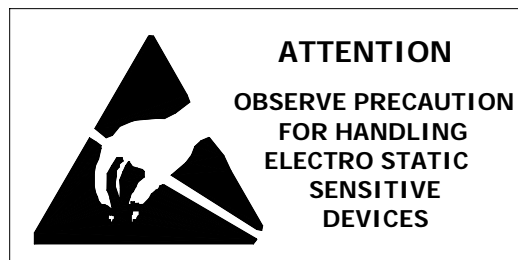 ATTENTION
OBSERVE PRECAUTION
FOR HANDLING
ELECTRO STATIC
SENSITIVE
DEVICES